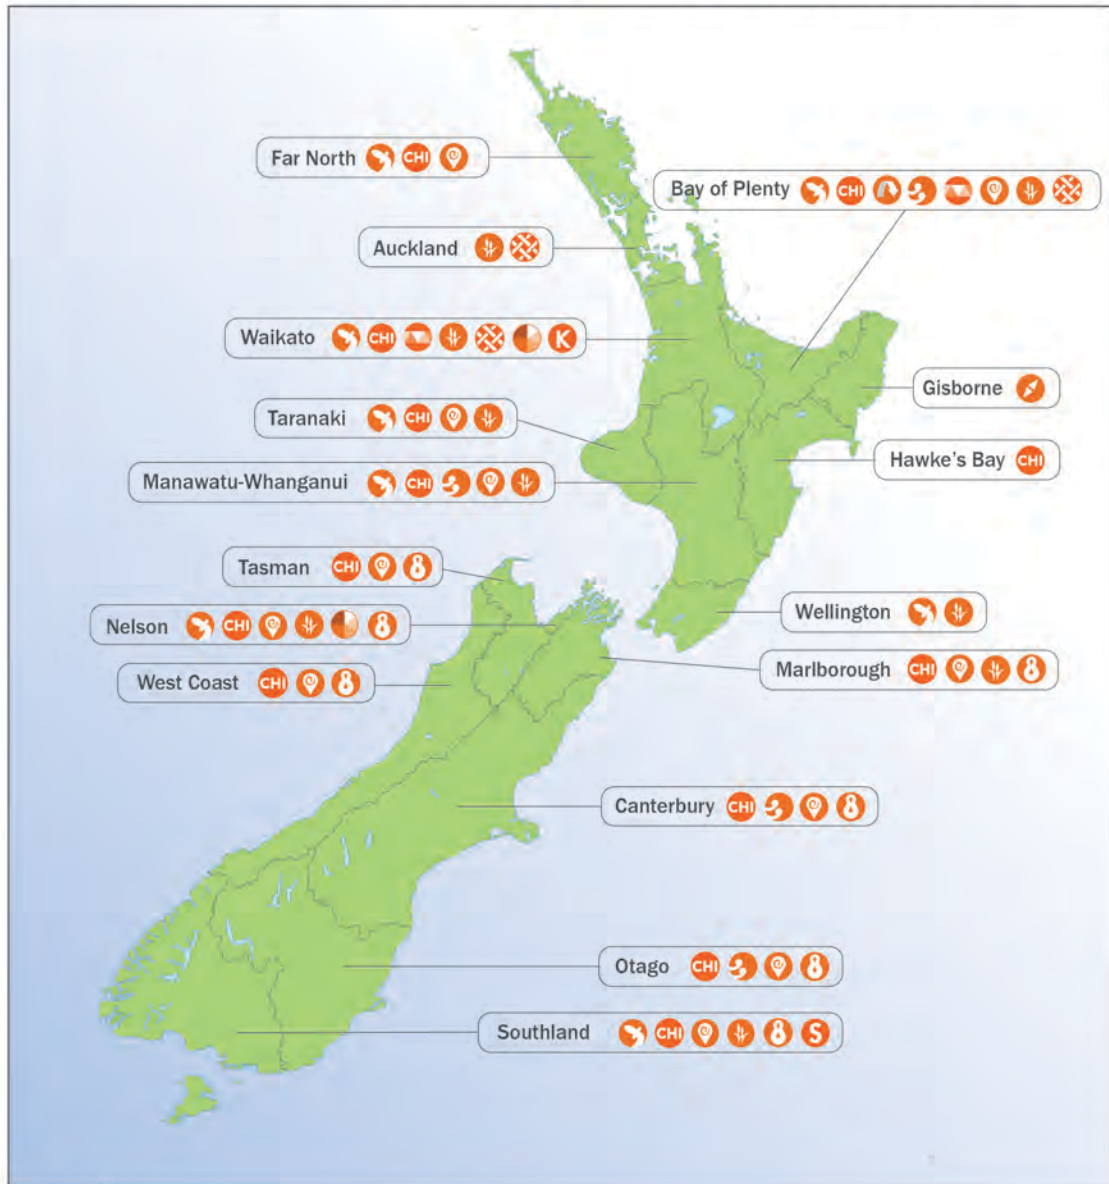 Far North CHI
Bay of Plenty CHI
Auckland
Waikato CHI K
Gisborne
Taranaki CHI
Hawke's Bay CHI
Manawatu-Whanganui CHI
Tasman CHI 8
Wellington
Nelson CHI 8
Marlborough CHI 8
West Coast CHI 8
Canterbury CHI 8
Otago CHI 8
Southland CHI 8 S